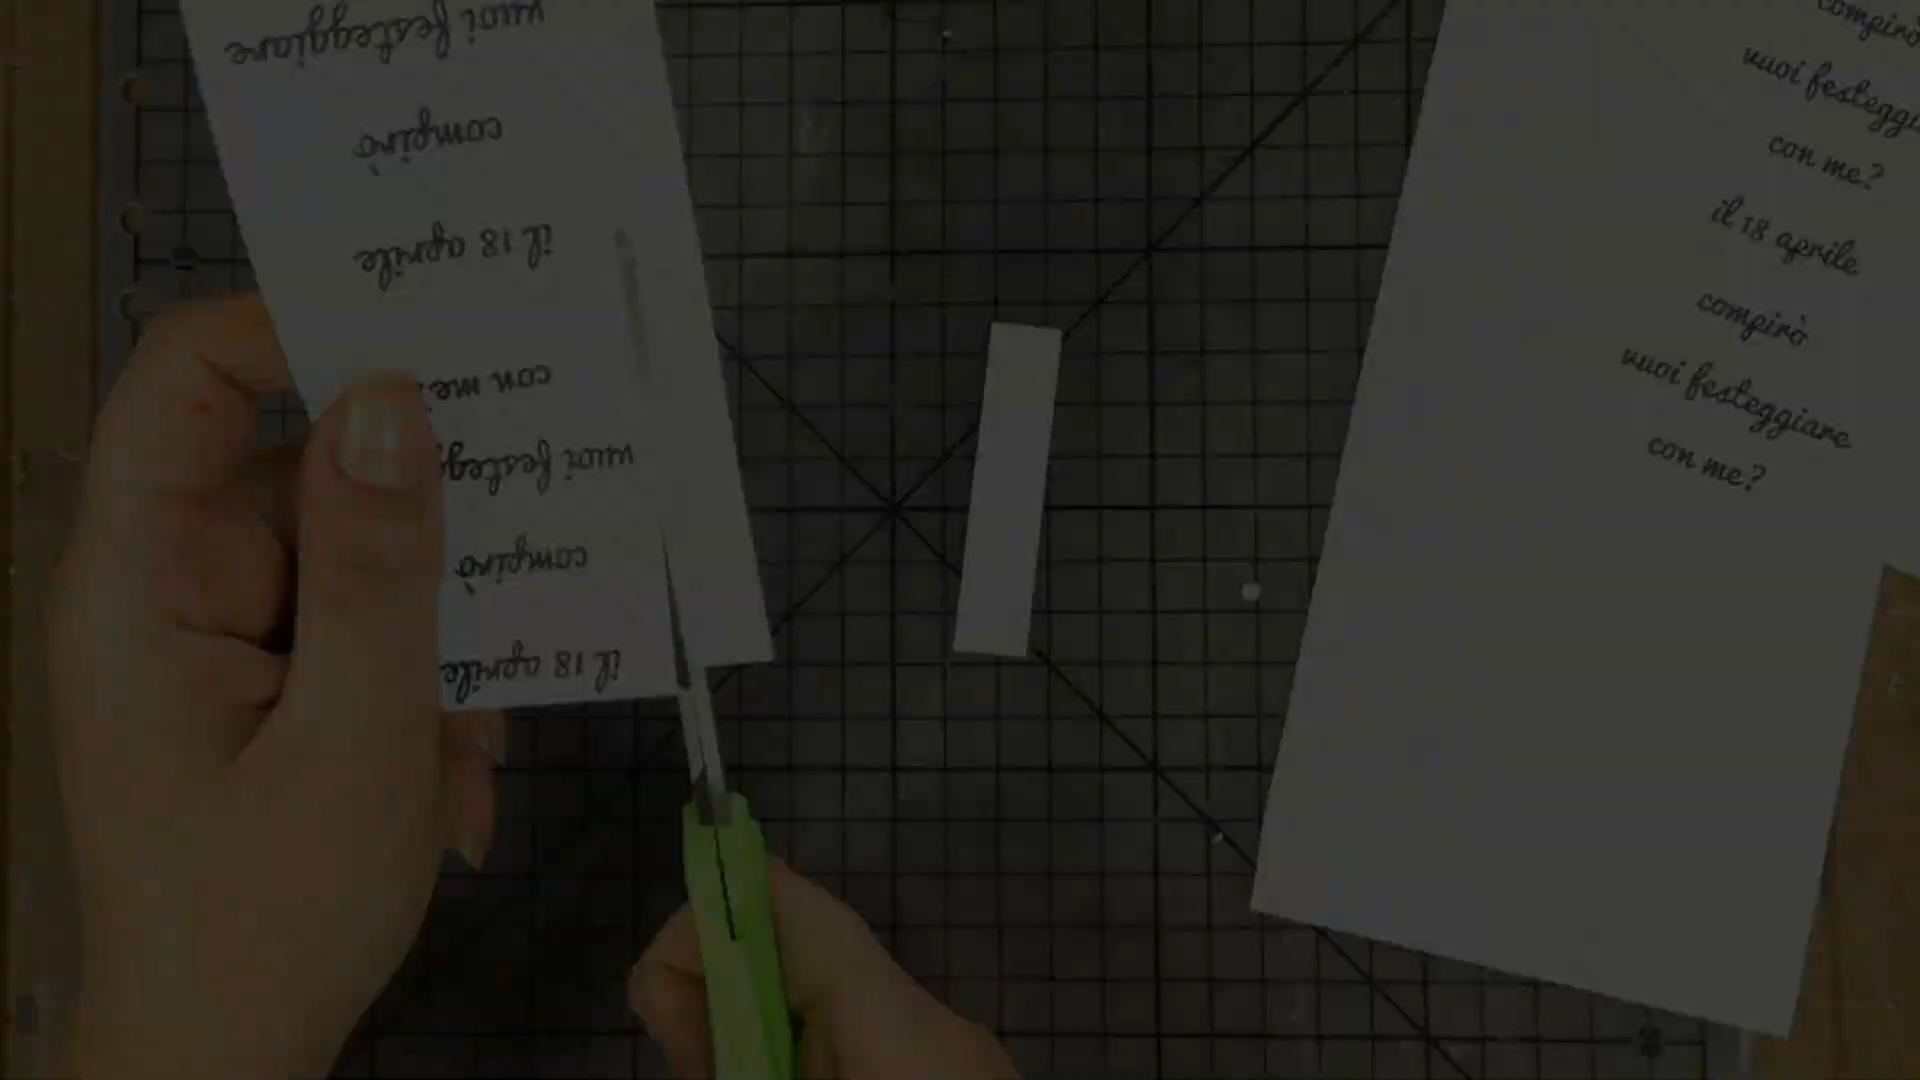 vuoi festeggiare
compirò
il 18 aprile
con me?
vuoi festegg
compirò
il 18 aprile
compirò
vuoi festeggi
con me?
il 18 aprile
compirò
vuoi festeggiare
con me?